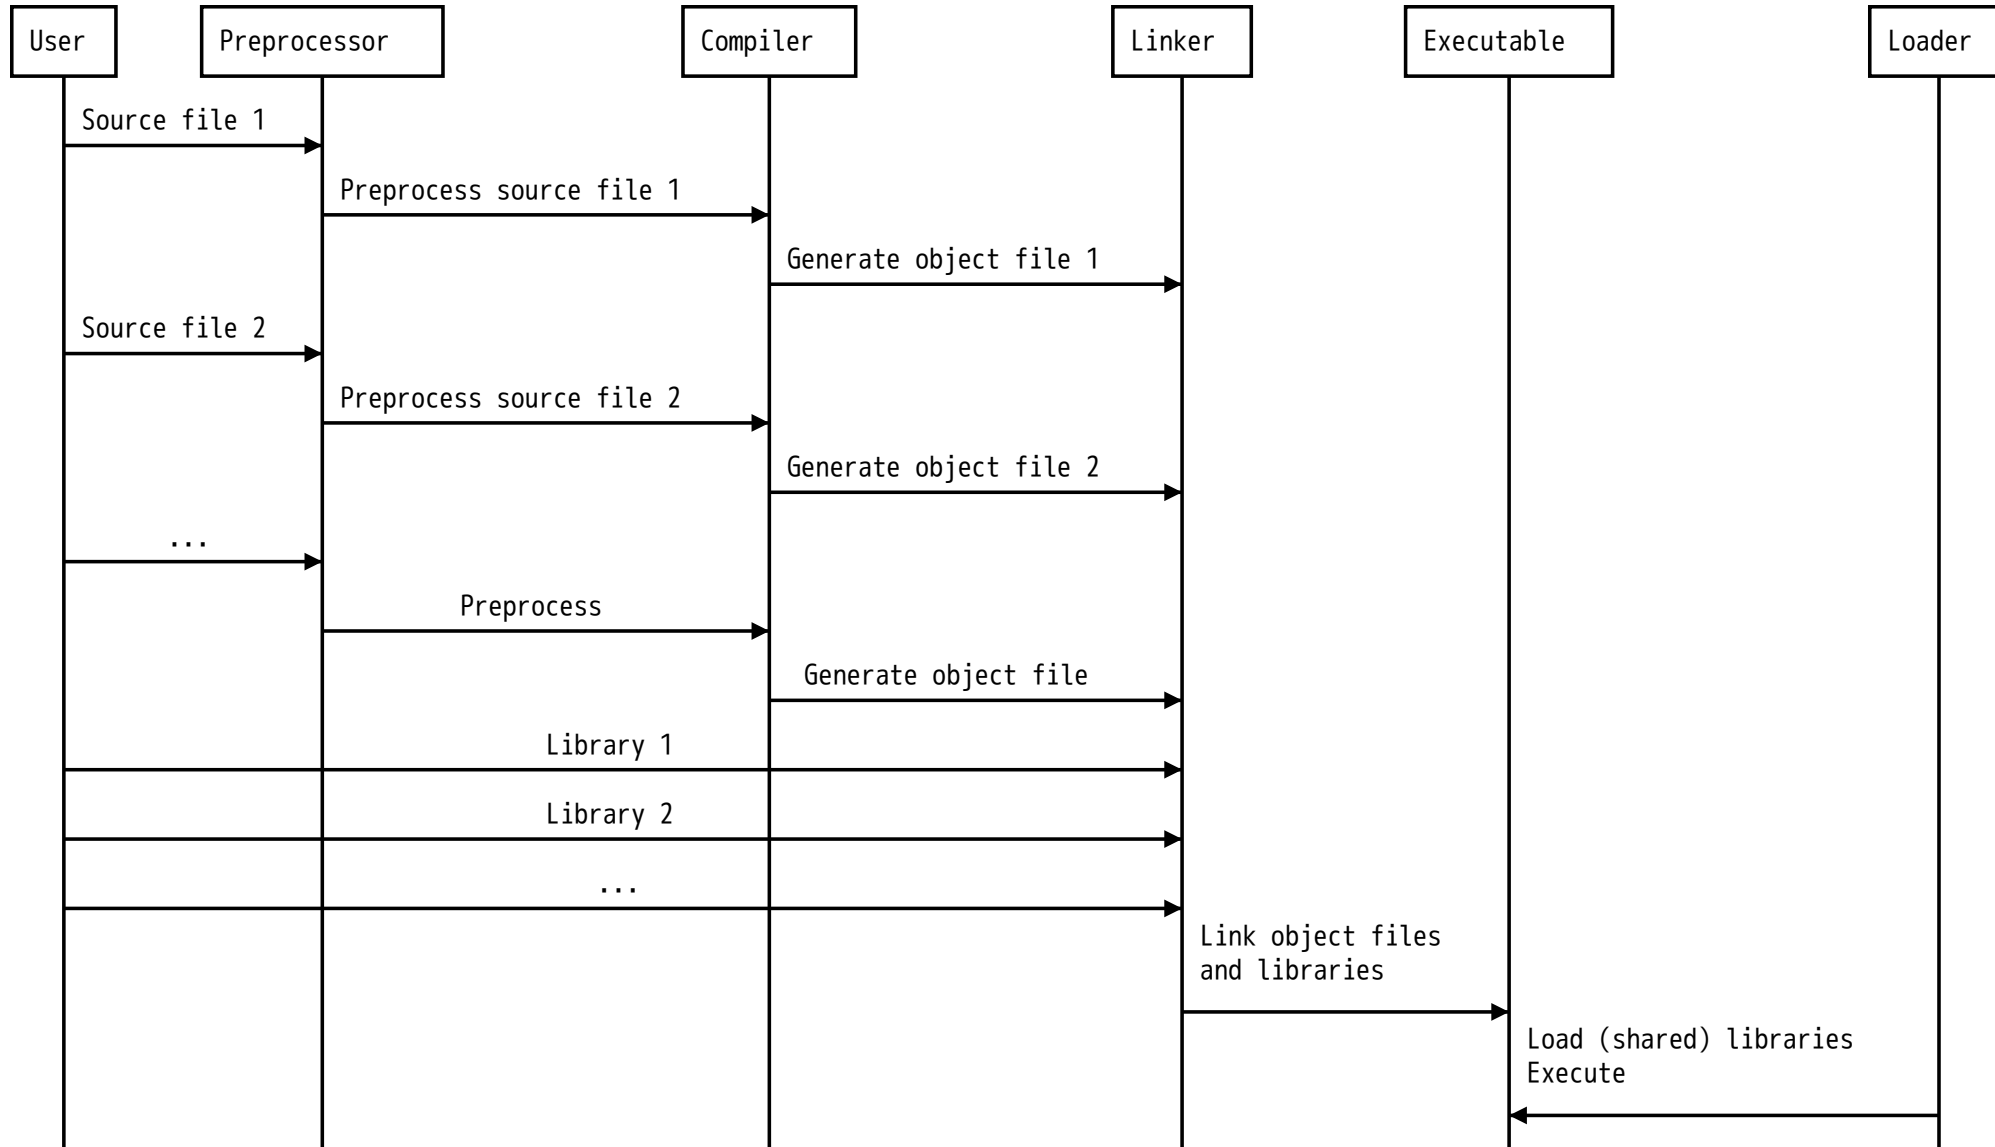 User
Preprocessor
Compiler
Linker
Executable
Loader
Source file 1
Preprocess source file 1
Generate object file 1
Source file 2
Preprocess source file 2
Generate object file 2
...
Preprocess
Generate object file
Library 1
Library 2
...
Link object files
and libraries
Load (shared) libraries
Execute